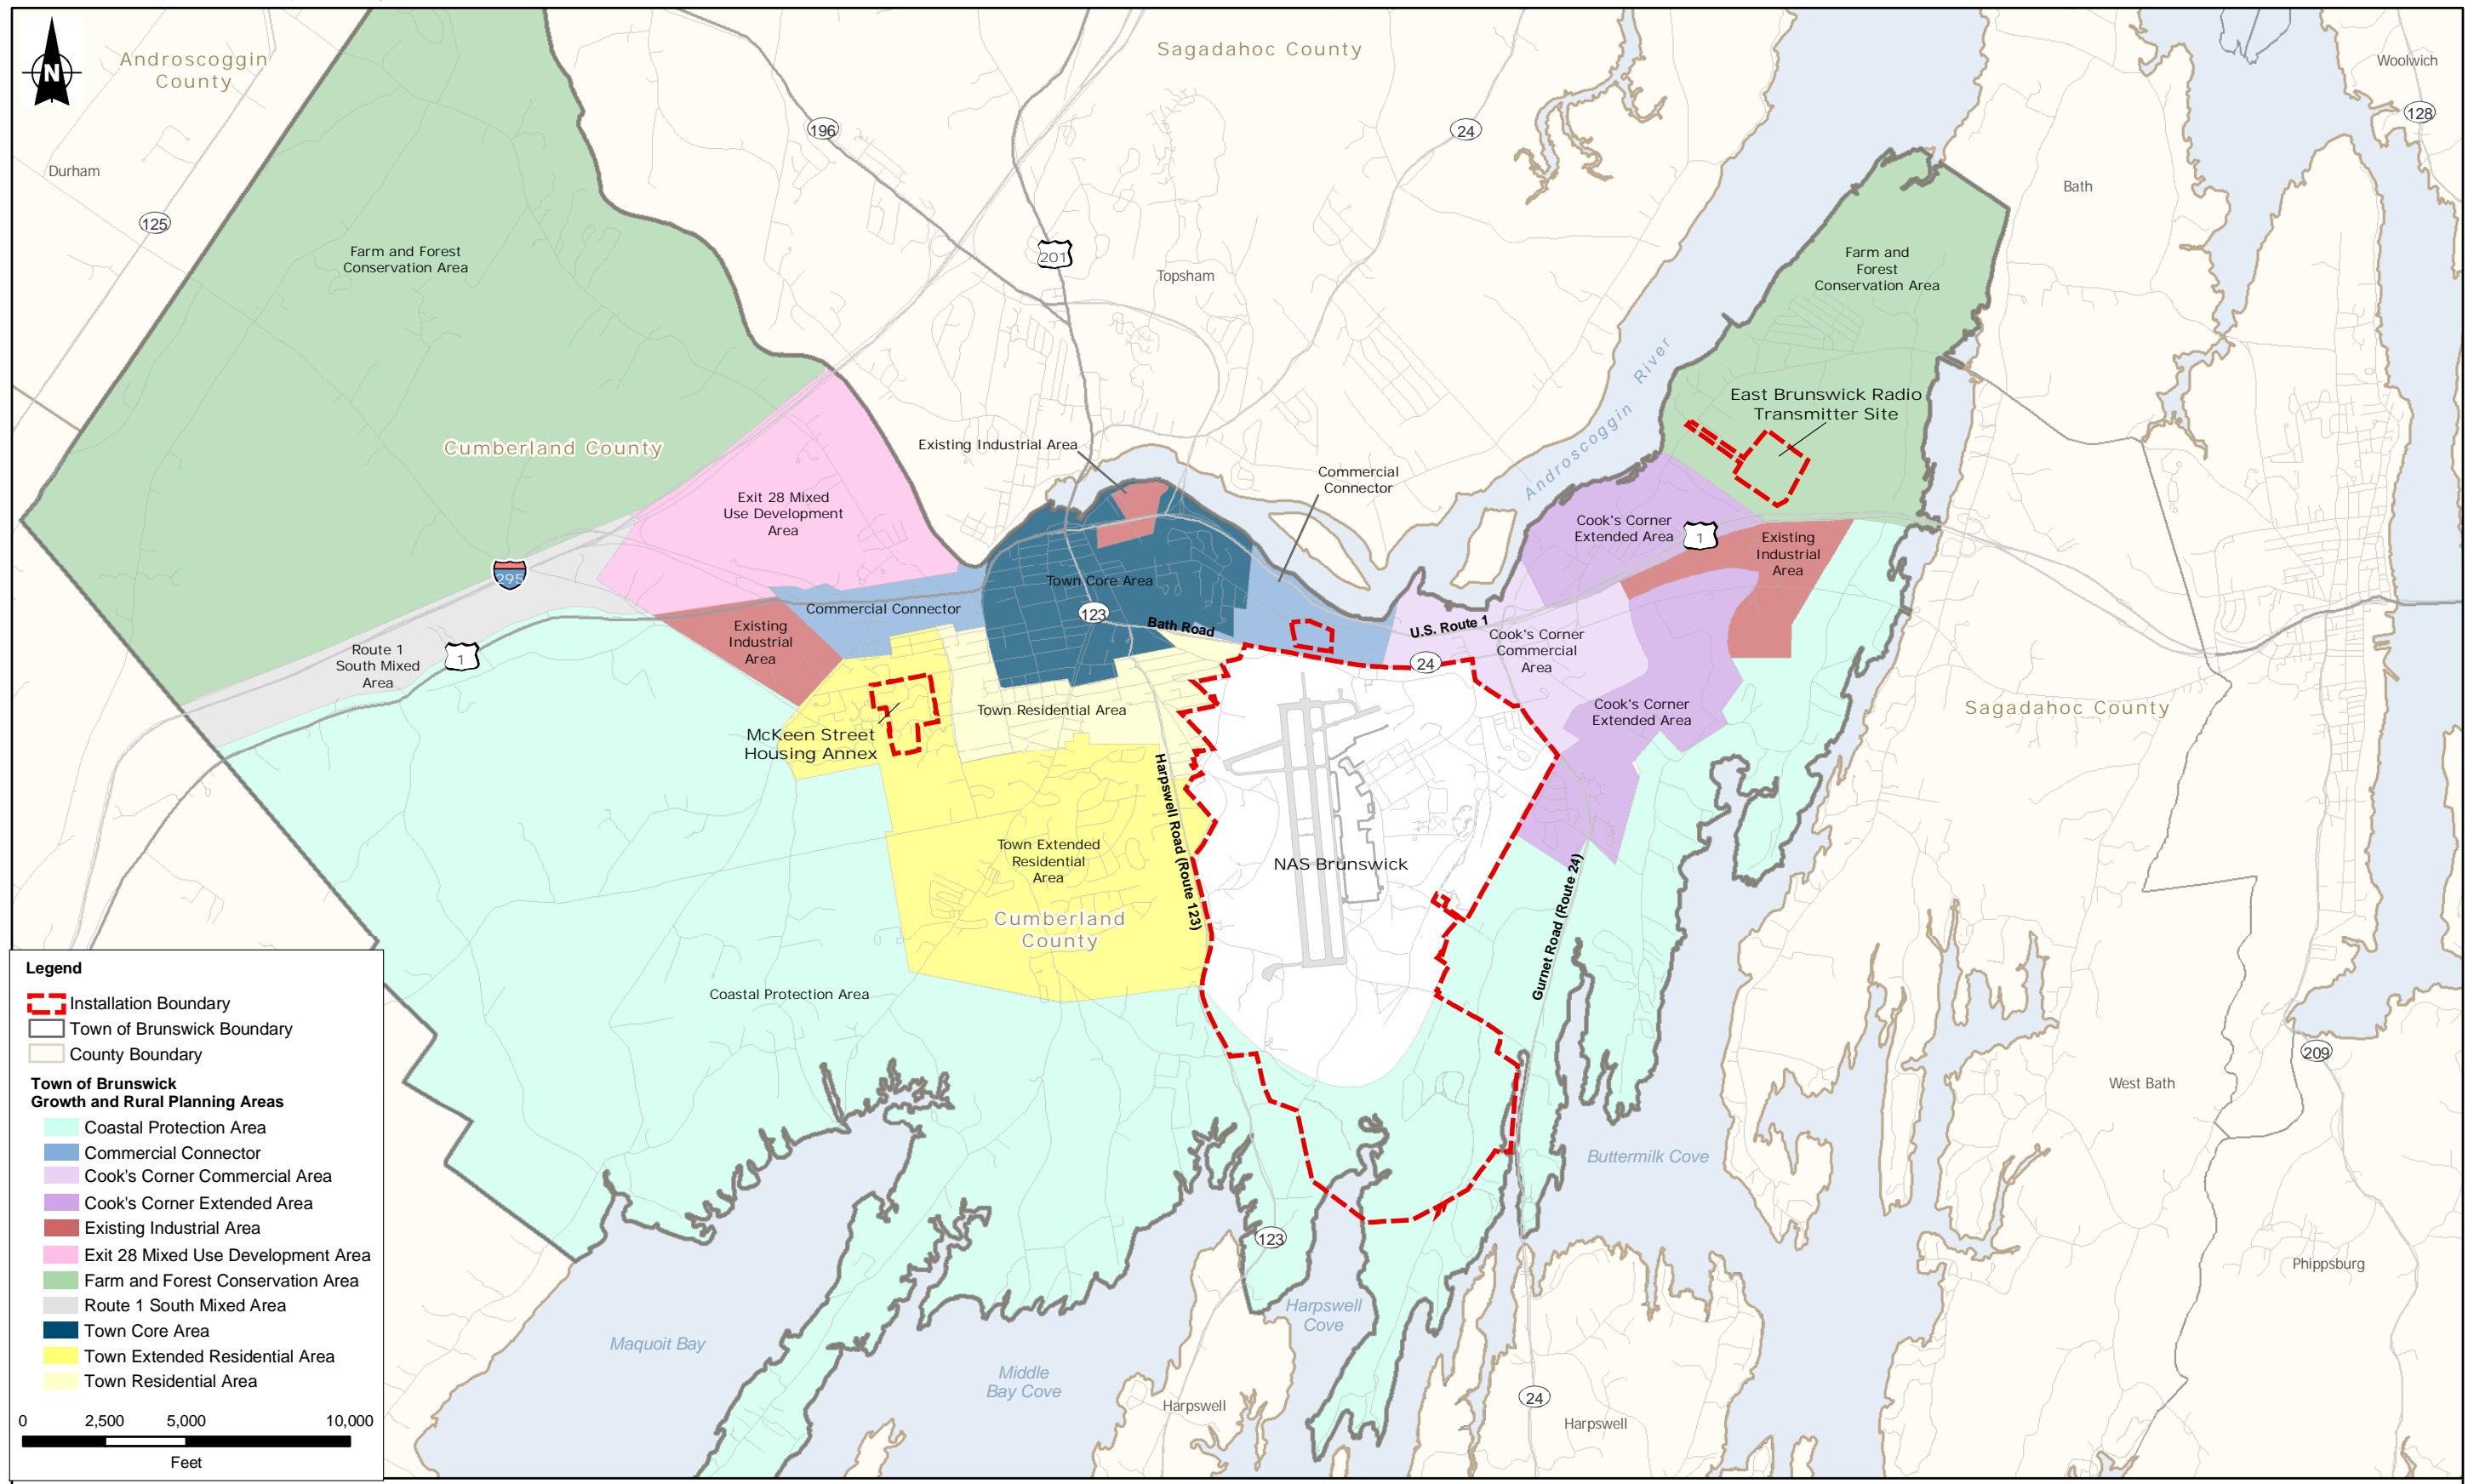 N
Androscoggin
County
Sagadahoc County
Woolwich
128
196
24
Durham
Bath
125
Farm and Forest
Conservation Area
201
Topsham
Farm and
Forest
Conservation Area
Androscoggin River
East Brunswick Radio
Transmitter Site
Cumberland County
Existing Industrial Area
Commercial
Connector
Exit 28 Mixed
Use Development
Area
Cook's Corner
Extended Area
1
Existing
Industrial
Area
295
Town Core Area
Commercial Connector
123
Bath Road
U.S. Route 1
Existing
Industrial
Area
Cook's Corner
Commercial
Area
Route 1
South Mixed
Area
1
24
Town Residential Area
Cook's Corner
Extended Area
Sagadahoc County
McKeen Street
Housing Annex
Harpswell Road (Route 123)
Town Extended
Residential
Area
NAS Brunswick
Gurnet Road (Route 24)
Cumberland
County
Coastal Protection Area
209
West Bath
Buttermilk Cove
123
Phippsburg
Harpswell
Cove
Maquoit Bay
Middle
Bay Cove
Harpswell
24
Harpswell
Legend
Installation Boundary
Town of Brunswick Boundary
County Boundary
Town of Brunswick
Growth and Rural Planning Areas
Coastal Protection Area
Commercial Connector
Cook's Corner Commercial Area
Cook's Corner Extended Area
Existing Industrial Area
Exit 28 Mixed Use Development Area
Farm and Forest Conservation Area
Route 1 South Mixed Area
Town Core Area
Town Extended Residential Area
Town Residential Area
0 2,500 5,000 10,000
Feet